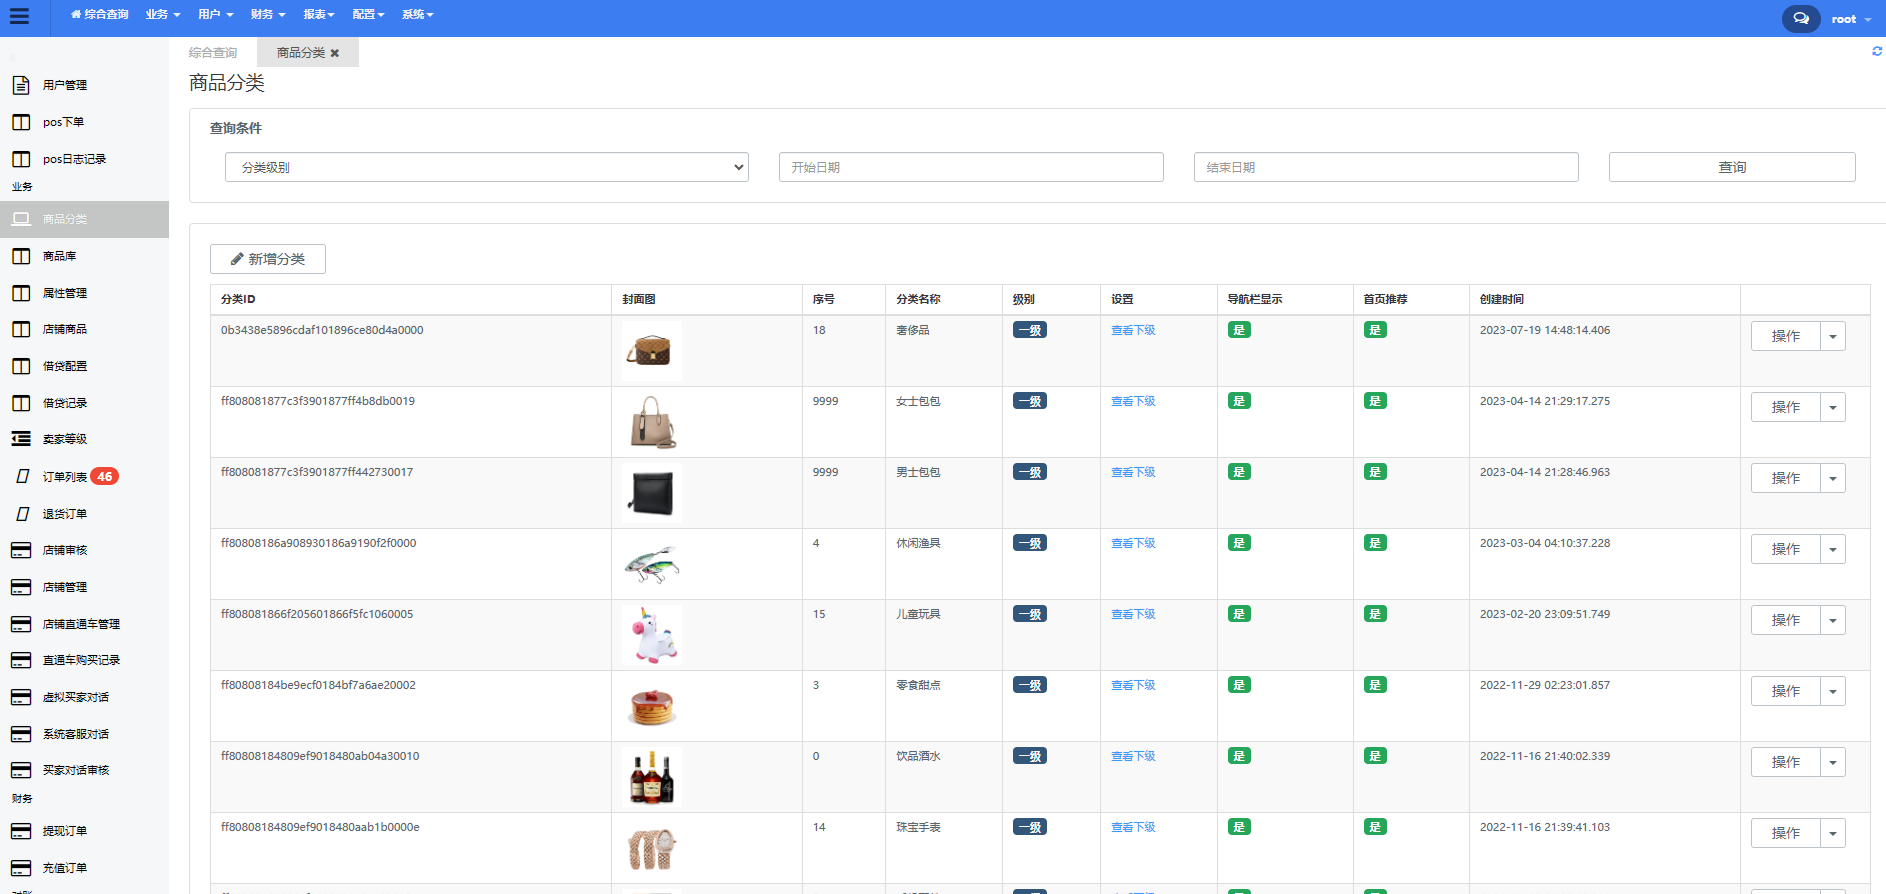 综合查询 业务 用户 财务 报表 配置 系统 root
综合查询 商品分类
商品分类
用户管理
pos下单
pos日志记录
业务
商品分类
商品库
属性管理
店铺商品
借贷配置
借贷记录
卖家等级
订单列表 46
退货订单
店铺审核
店铺管理
店铺直通车管理
直通车购买记录
虚拟买家对话
系统客服对话
买家对话审核
财务
提现订单
充值订单
查询条件
分类级别 开始日期 结束日期 查询
新增分类
分类ID 封面图 序号 分类名称 级别 设置 导航栏显示 首页推荐 创建时间
0b3438e5896cdaf101896ce80d4a0000 18 奢侈品 一级 查看下级 是 是 2023-07-19 14:48:14.406 操作
ff808081877c3f3901877ff4b8db0019 9999 女士包包 一级 查看下级 是 是 2023-04-14 21:29:17.275 操作
ff808081877c3f3901877ff442730017 9999 男士包包 一级 查看下级 是 是 2023-04-14 21:28:46.963 操作
ff80808186a908930186a9190f2f0000 4 休闲渔具 一级 查看下级 是 是 2023-03-04 04:10:37.228 操作
ff808081866f205601866f5fc1060005 15 儿童玩具 一级 查看下级 是 是 2023-02-20 23:09:51.749 操作
ff80808184be9ecf0184bf7a6ae20002 3 零食甜点 一级 查看下级 是 是 2022-11-29 02:23:01.857 操作
ff80808184809ef9018480ab04a30010 0 饮品酒水 一级 查看下级 是 是 2022-11-16 21:40:02.339 操作
ff80808184809ef9018480aab1b0000e 14 珠宝手表 一级 查看下级 是 是 2022-11-16 21:39:41.103 操作